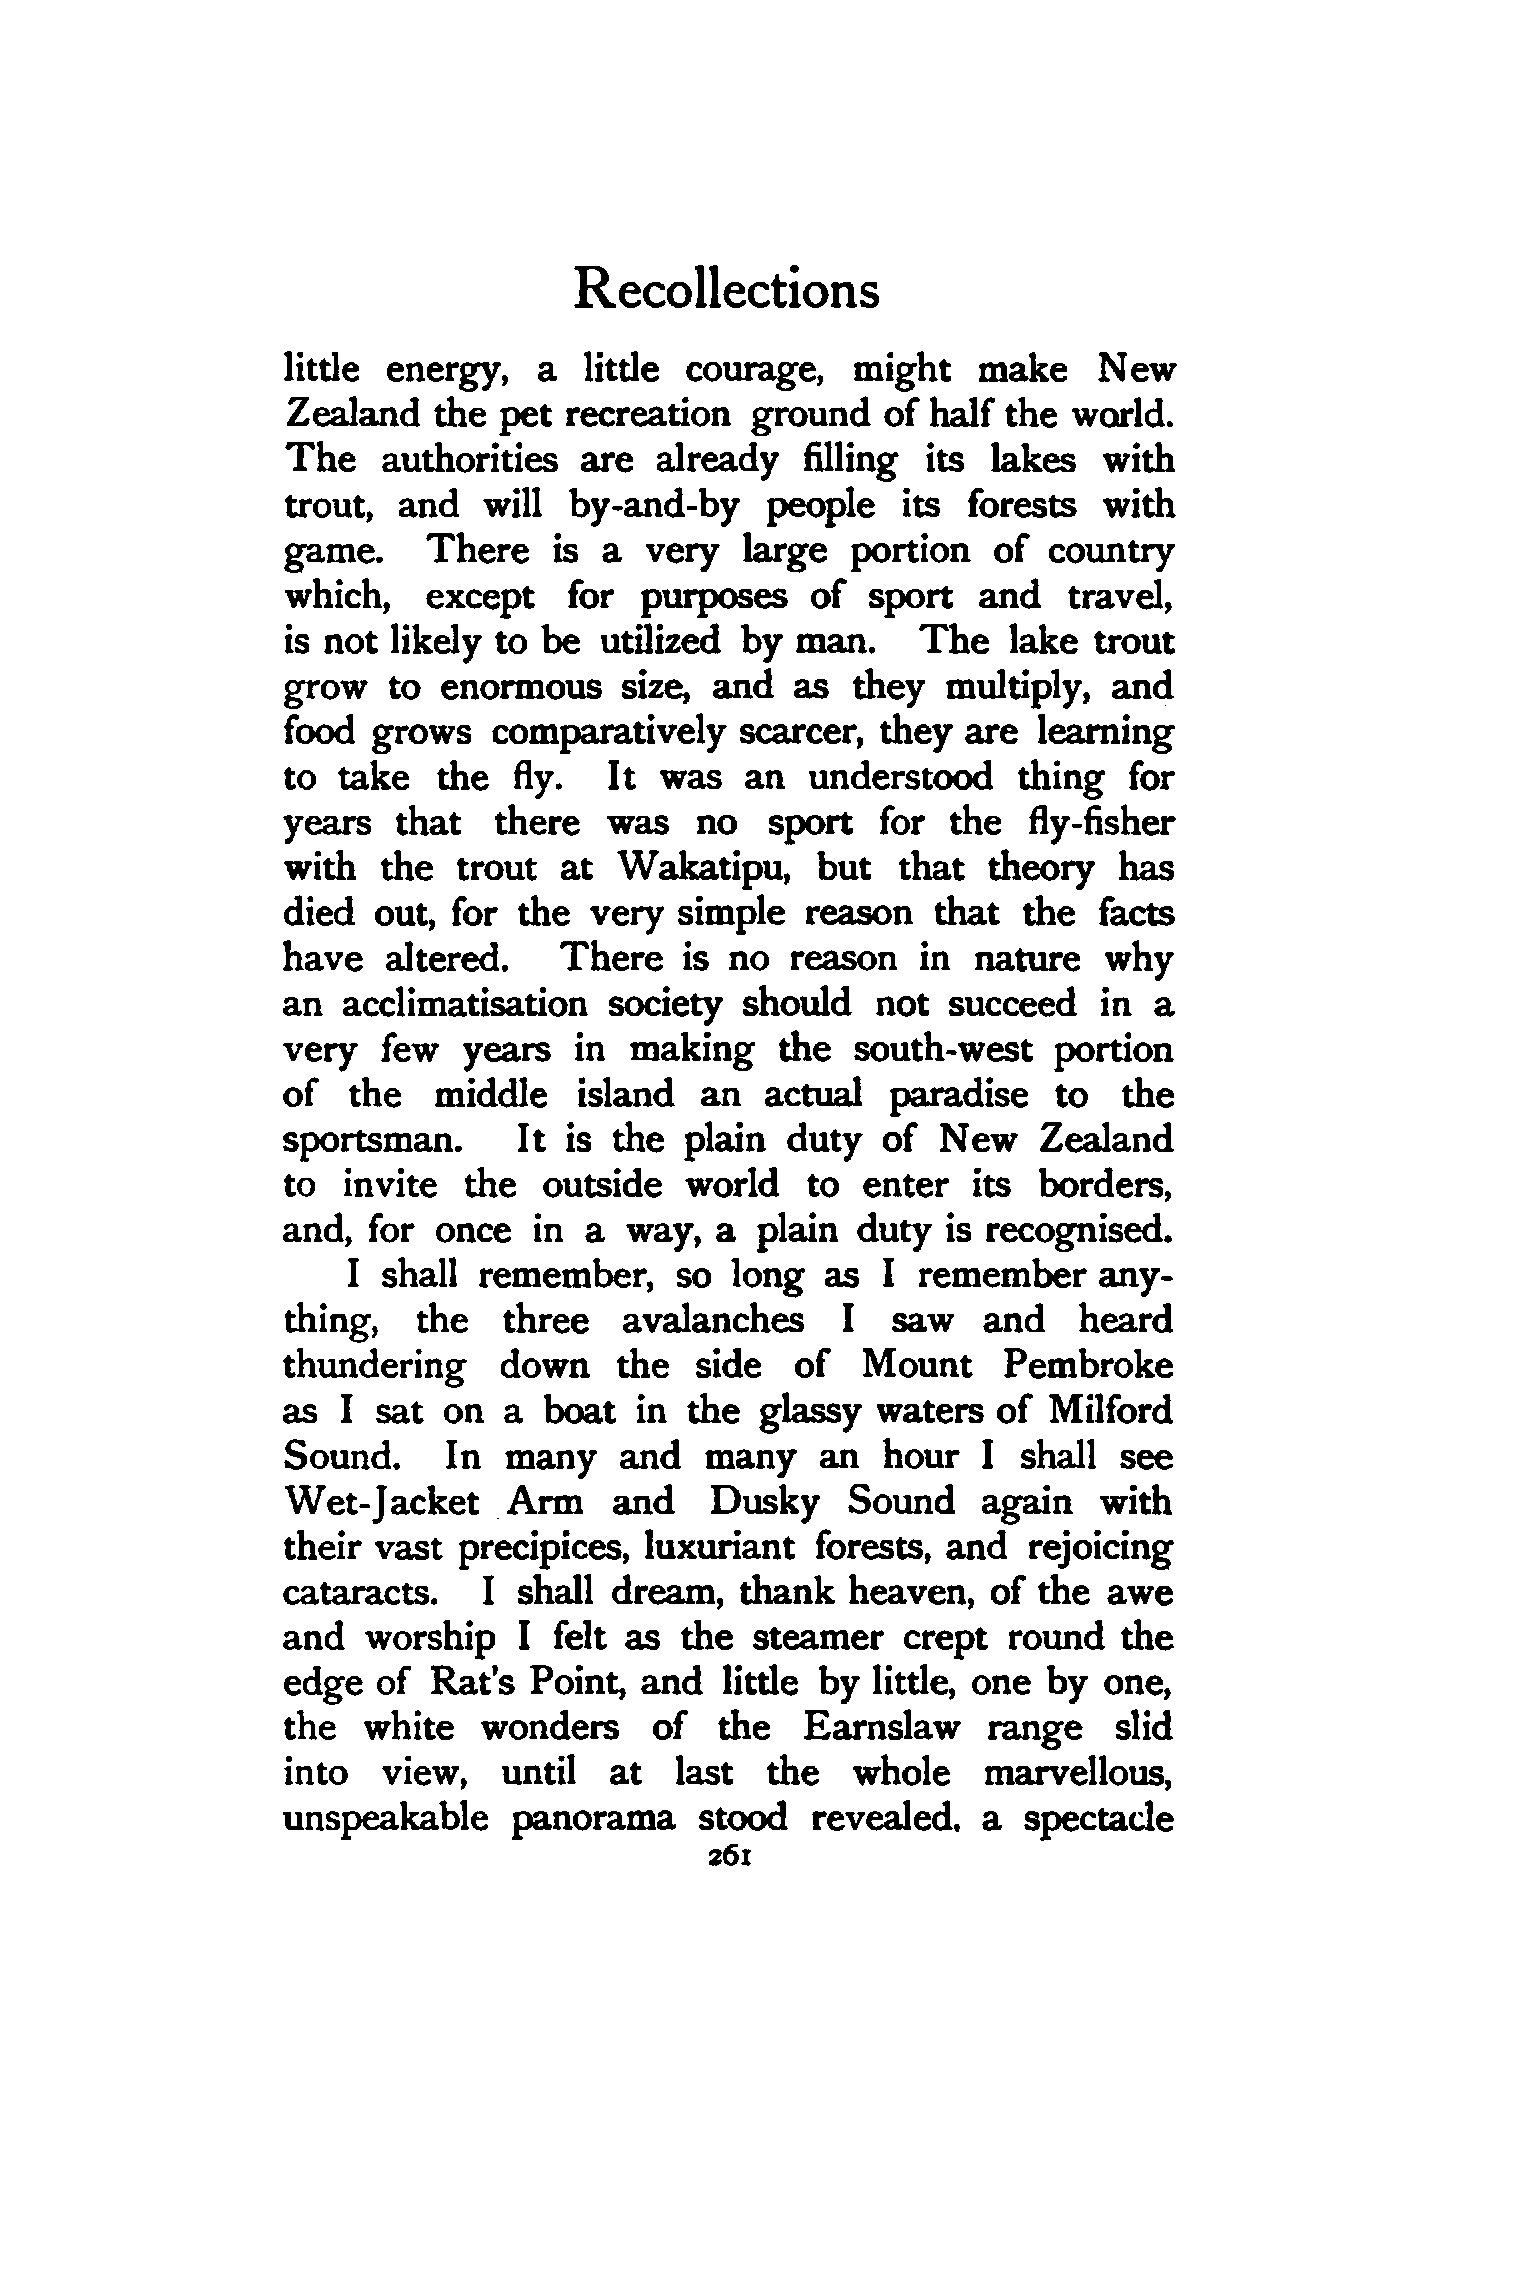 Recollections
little energy, a little courage, might make New
Zealand the pet recreation ground of half the world.
The authorities are already filling its lakes with
trout, and will by-and-by people its forests with
game. There is a very large portion of country
which, except for purposes of sport and travel,
is not likely to be utilized by man. The lake trout
grow to enormous size, and as they multiply, and
food grows comparatively scarcer, they are learning
to take the fly. It was an understood thing for
years that there was no sport for the fly-fisher
with the trout at Wakatipu, but that theory has
died out, for the very simple reason that the facts
have altered. There is no reason in nature why
an acclimatisation society should not succeed in a
very few years in making the south-west portion
of the middle island an actual paradise to the
sportsman. It is the plain duty of New Zealand
to invite the outside world to enter its borders,
and, for once in a way, a plain duty is recognised.
I shall remember, so long as I remember any-
thing, the three avalanches I saw and heard
thundering down the side of Mount Pembroke
as I sat on a boat in the glassy waters of Milford
Sound. In many and many an hour I shall see
Wet-Jacket Arm and Dusky Sound again with
their vast precipices, luxuriant forests, and rejoicing
cataracts. I shall dream, thank heaven, of the awe
and worship I felt as the steamer crept round the
edge of Rat's Point, and little by little, one by one,
the white wonders of the Earnslaw range slid
into view, until at last the whole marvellous,
unspeakable panorama stood revealed. a spectacle
261